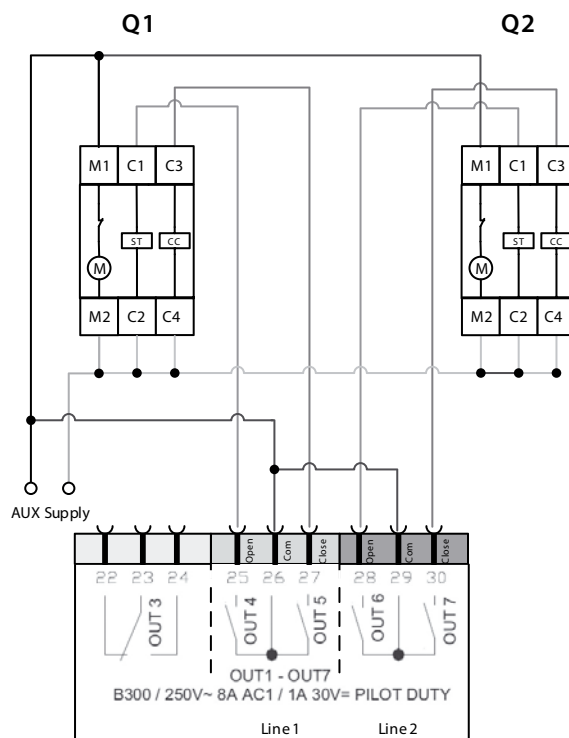 Q1 Q2
M1 C1 C3 M1 C1 C3
ST CC ST CC
M M
M2 C2 C4 M2 C2 C4
AUX Supply
Open Com Close Open Com Close
22 23 24 25 26 27 28 29 30
OUT 3 OUT 4 OUT 5 OUT 6 OUT 7
OUT1 - OUT7
B300 / 250V~ 8A AC1 / 1A 30V= PILOT DUTY
Line 1 Line 2